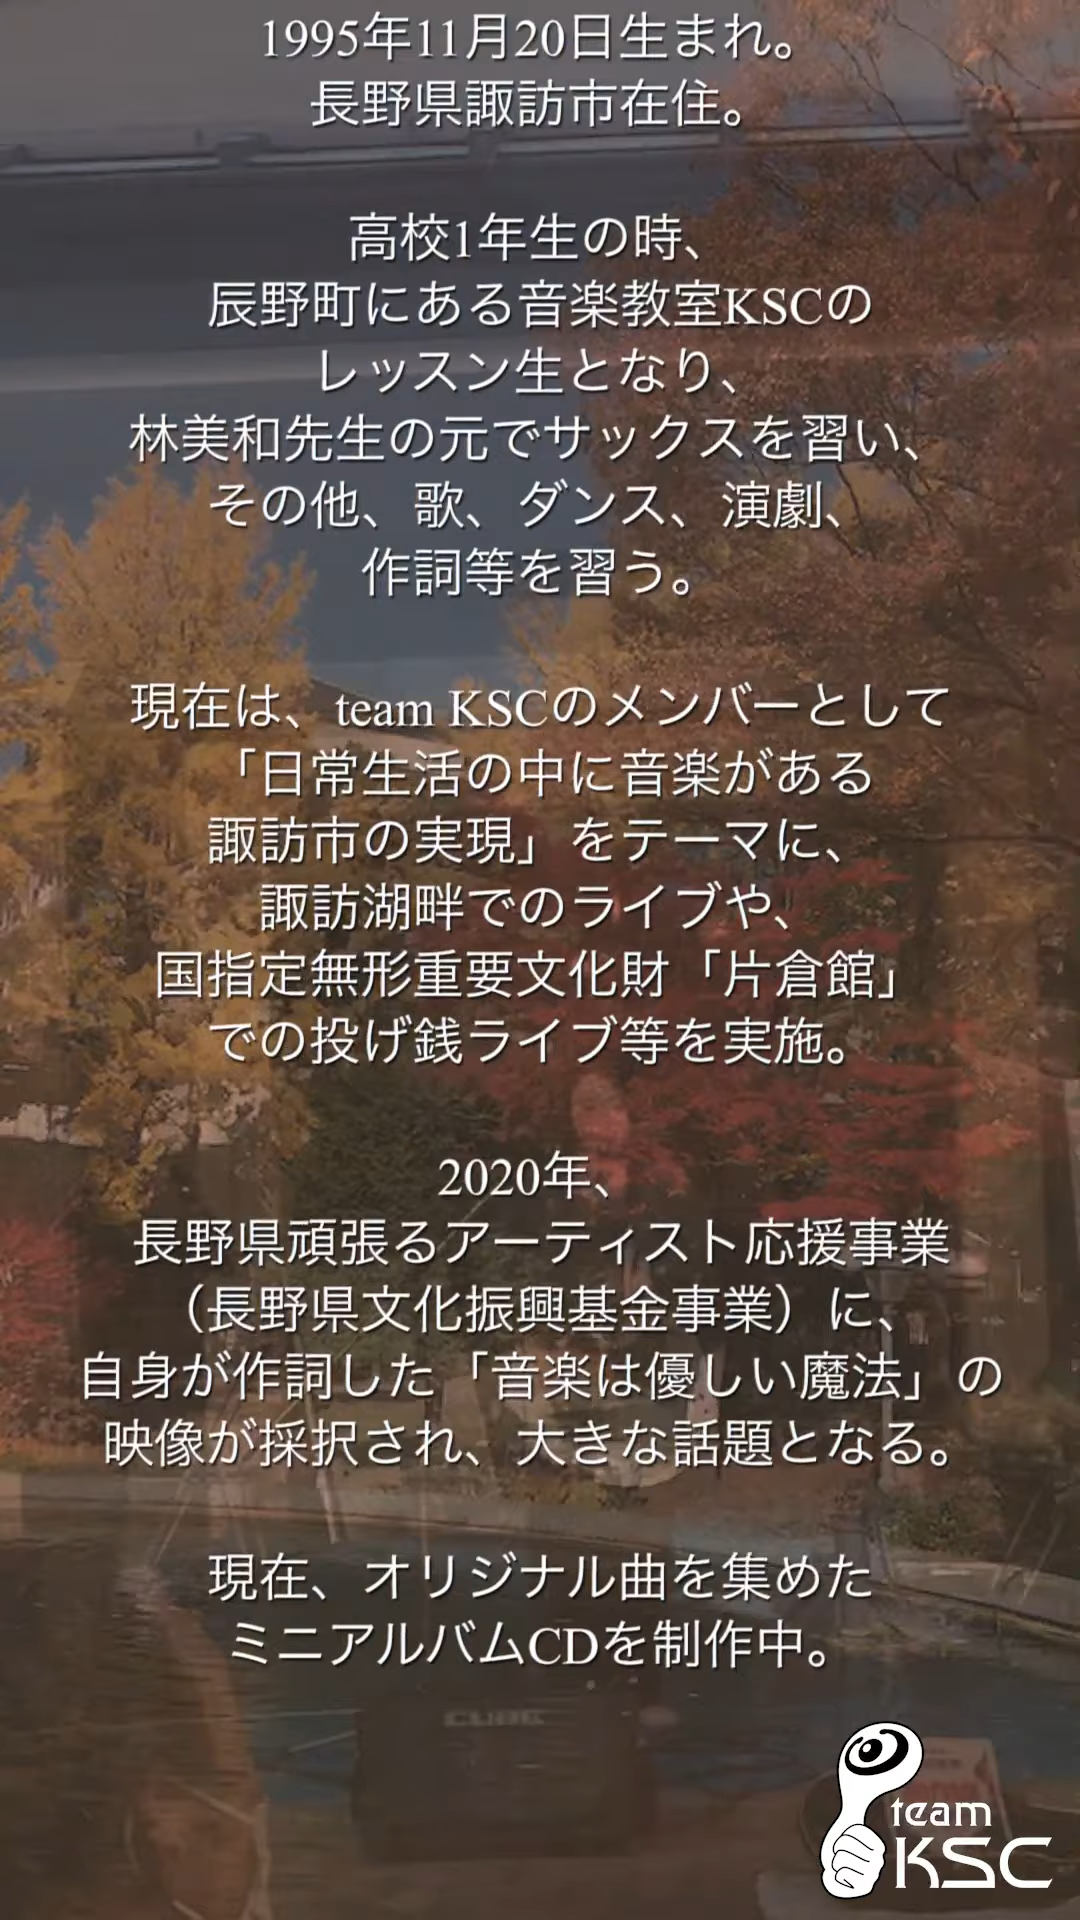 1995年11月20日生まれ。
長野県諏訪市在住。
高校1年生の時、
辰野町にある音楽教室KSCの
レッスン生となり、
林美和先生の元でサックスを習い、
その他、歌、ダンス、演劇、
作詞等を習う。
現在は、team KSCのメンバーとして
「日常生活の中に音楽がある
諏訪市の実現」をテーマに、
諏訪湖畔でのライブや、
国指定無形重要文化財「片倉館」
での投げ銭ライブ等を実施。
2020年、
長野県頑張るアーティスト応援事業
（長野県文化振興基金事業）に、
自身が作詞した「音楽は優しい魔法」の
映像が採択され、大きな話題となる。
現在、オリジナル曲を集めた
ミニアルバムCDを制作中。
CUBE
team
KSC